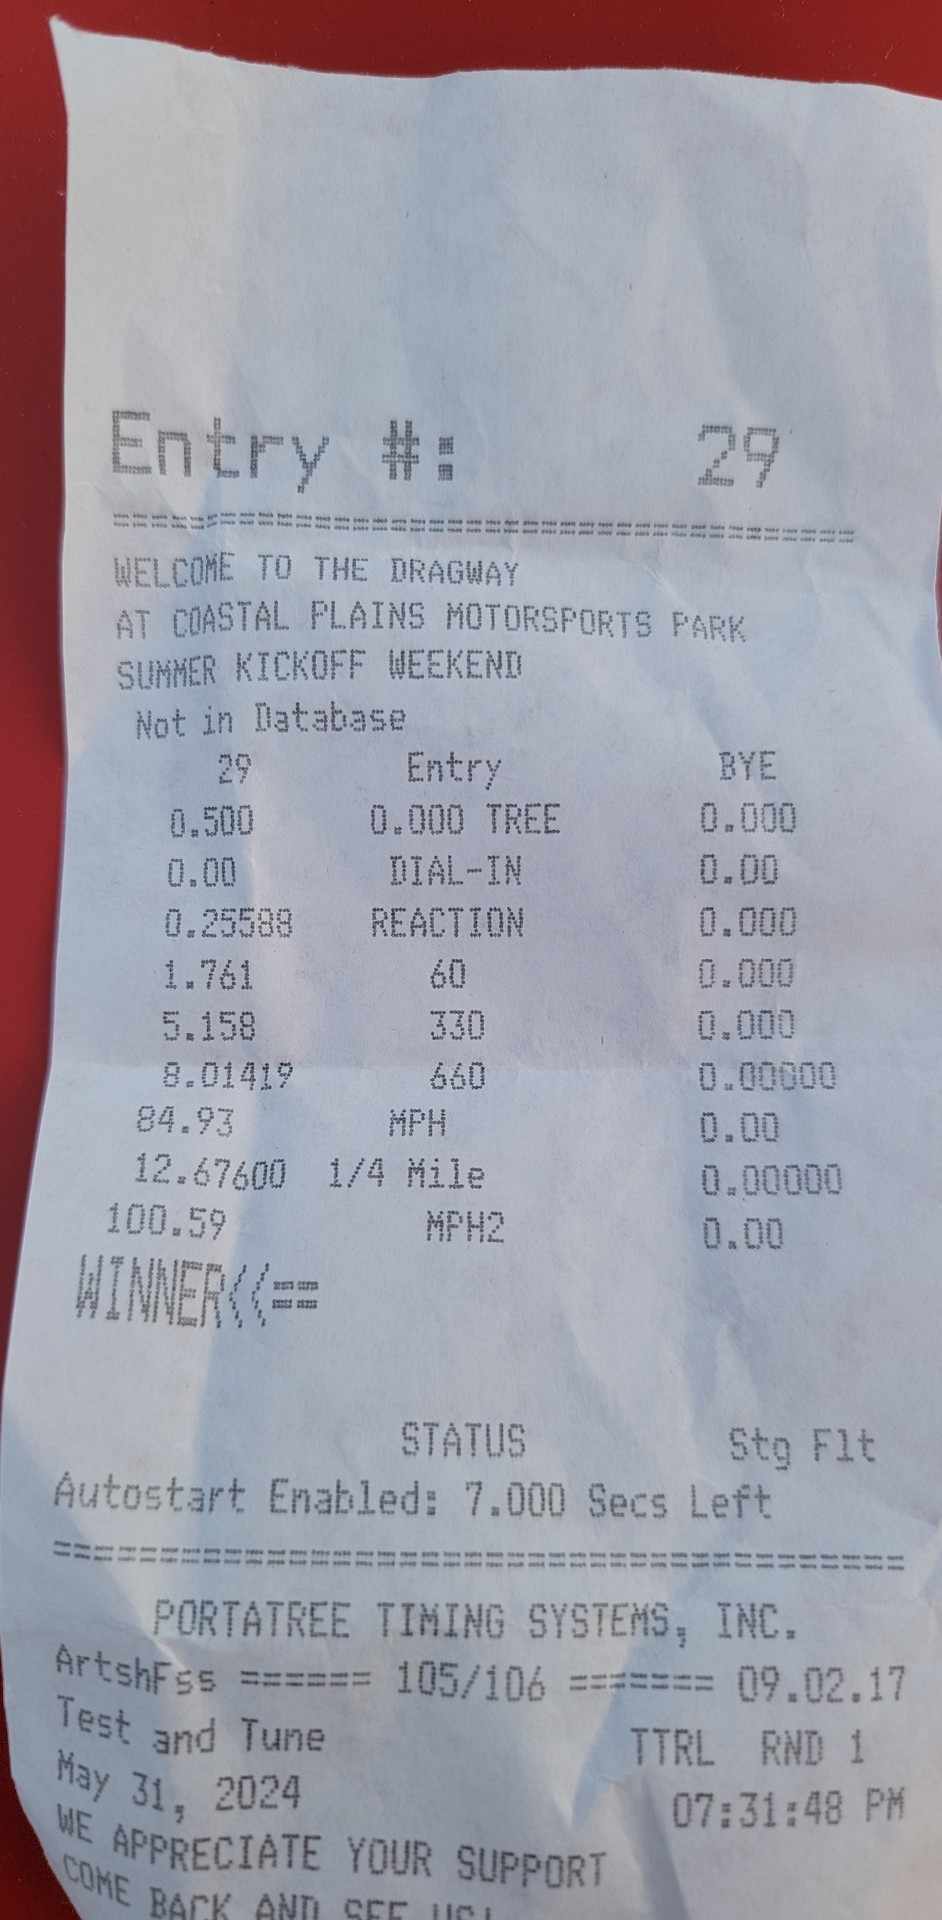 Entry #: 29
========================================
WELCOME TO THE DRAGWAY
AT COASTAL PLAINS MOTORSPORTS PARK
SUMMER KICKOFF WEEKEND
Not in Database
29 Entry BYE
0.500 0.000 TREE 0.000
0.00 DIAL-IN 0.00
0.25588 REACTION 0.000
1.761 60 0.000
5.158 330 0.000
8.01419 660 0.00000
84.93 MPH 0.00
12.67600 1/4 Mile 0.00000
100.59 MPH2 0.00
WINNER<<==
STATUS Stg Flt
Autostart Enabled: 7.000 Secs Left
========================================
PORTATREE TIMING SYSTEMS, INC.
ArtshFss ====== 105/106 ======= 09.02.17
Test and Tune TTRL RND 1
May 31, 2024 07:31:48 PM
WE APPRECIATE YOUR SUPPORT
COME BACK AND SEE US!